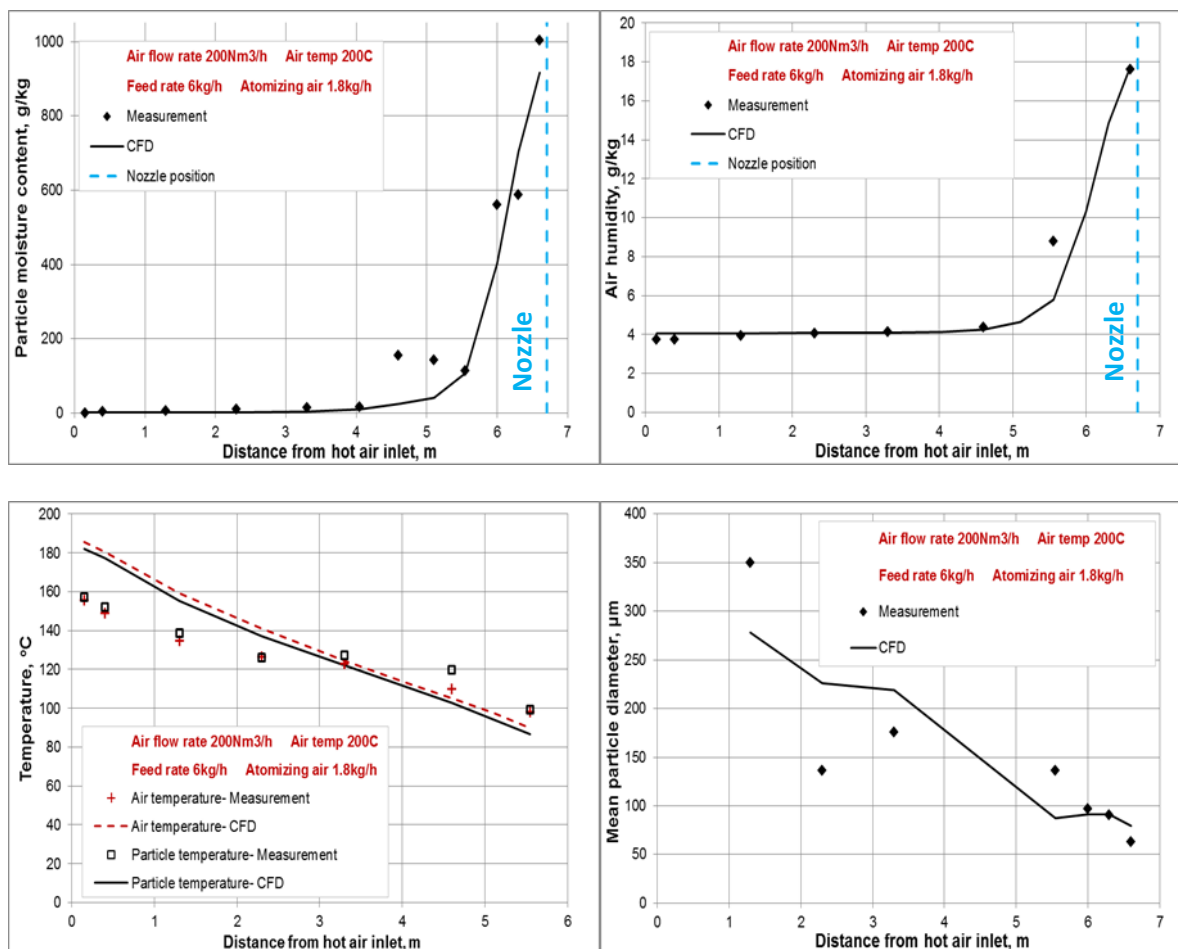 Particle moisture content, g/kg
1000
800
600
400
200
0
Air flow rate 200Nm3/h Air temp 200C
Feed rate 6kg/h Atomizing air 1.8kg/h
Measurement
CFD
Nozzle position
Nozzle
0 1 2 3 4 5 6 7
Distance from hot air inlet, m
Air humidity, g/kg
20
18
16
14
12
10
8
6
4
2
0
Air flow rate 200Nm3/h Air temp 200C
Feed rate 6kg/h Atomizing air 1.8kg/h
Measurement
CFD
Nozzle position
Nozzle
0 1 2 3 4 5 6 7
Distance from hot air inlet, m
Temperature, °C
200
180
160
140
120
100
80
60
40
20
0
Air flow rate 200Nm3/h Air temp 200C
Feed rate 6kg/h Atomizing air 1.8kg/h
Air temperature- Measurement
Air temperature- CFD
Particle temperature- Measurement
Particle temperature- CFD
0 1 2 3 4 5 6
Distance from hot air inlet, m
Mean particle diameter, µm
400
350
300
250
200
150
100
50
0
Air flow rate 200Nm3/h Air temp 200C
Feed rate 6kg/h Atomizing air 1.8kg/h
Measurement
CFD
0 1 2 3 4 5 6 7
Distance from hot air inlet, m